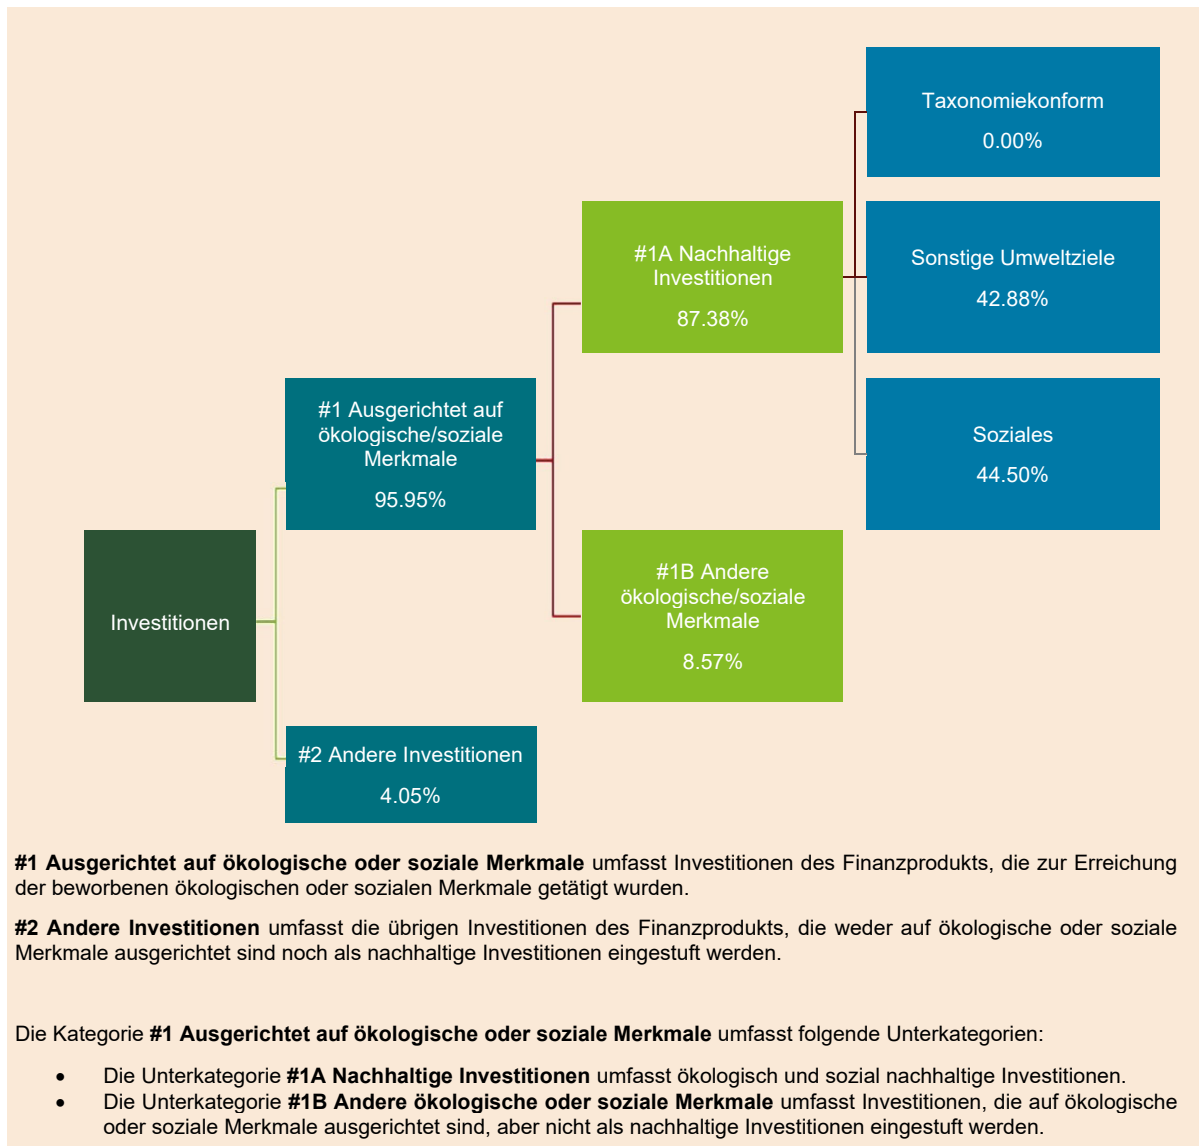 Taxonomiekonform
0.00%
#1A Nachhaltige
Investitionen
87.38%
Sonstige Umweltziele
42.88%
#1 Ausgerichtet auf
ökologische/soziale
Merkmale
95.95%
Soziales
44.50%
Investitionen
#1B Andere
ökologische/soziale
Merkmale
8.57%
#2 Andere Investitionen
4.05%
#1 Ausgerichtet auf ökologische oder soziale Merkmale umfasst Investitionen des Finanzprodukts, die zur Erreichung
der beworbenen ökologischen oder sozialen Merkmale getätigt wurden.
#2 Andere Investitionen umfasst die übrigen Investitionen des Finanzprodukts, die weder auf ökologische oder soziale
Merkmale ausgerichtet sind noch als nachhaltige Investitionen eingestuft werden.
Die Kategorie #1 Ausgerichtet auf ökologische oder soziale Merkmale umfasst folgende Unterkategorien:
• Die Unterkategorie #1A Nachhaltige Investitionen umfasst ökologisch und sozial nachhaltige Investitionen.
• Die Unterkategorie #1B Andere ökologische oder soziale Merkmale umfasst Investitionen, die auf ökologische
oder soziale Merkmale ausgerichtet sind, aber nicht als nachhaltige Investitionen eingestuft werden.